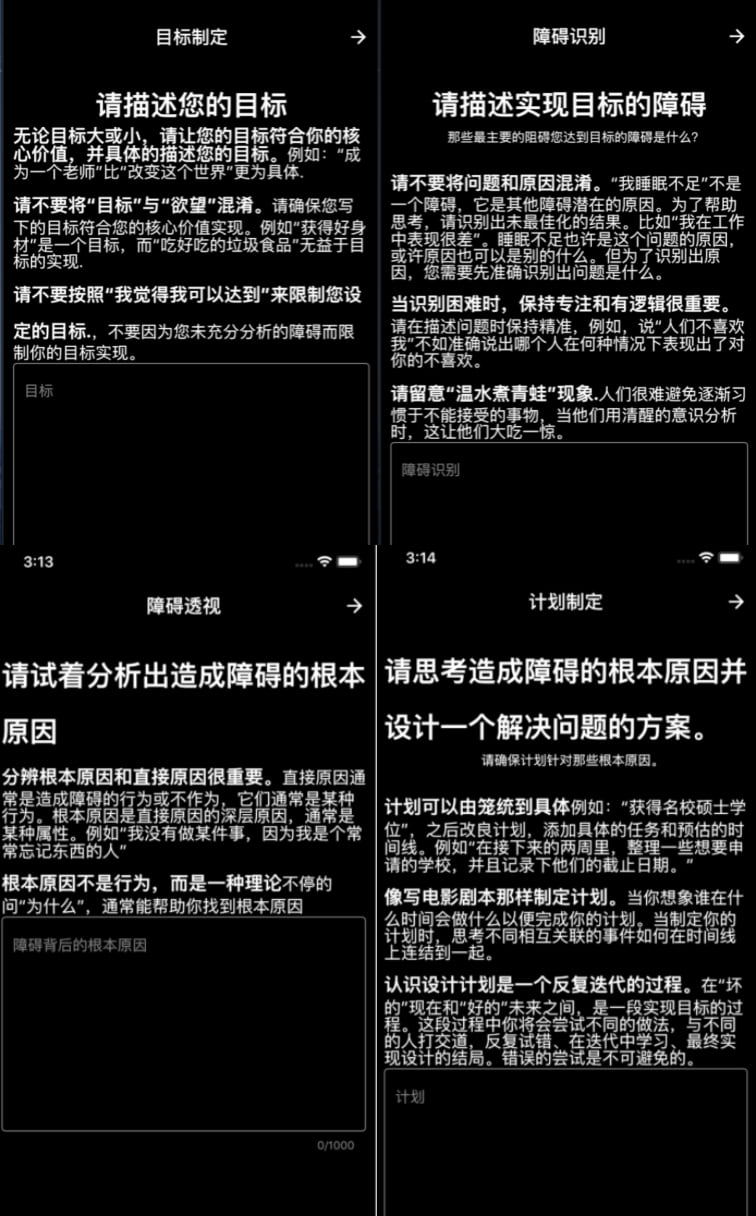 目标制定 →
请描述您的目标
无论目标大或小，请让您的目标符合你的核
心价值，并具体的描述您的目标。例如：“成
为一个老师”比“改变这个世界”更为具体.
请不要将“目标”与“欲望”混淆。请确保您写
下的目标符合您的核心价值实现。例如“获得好身
材”是一个目标，而“吃好吃的垃圾食品”无益于目
标的实现.
请不要按照“我觉得我可以达到”来限制您设
定的目标.，不要因为您未充分分析的障碍而限
制你的目标实现。
目标
障碍识别 →
请描述实现目标的障碍
那些最主要的阻碍您达到目标的障碍是什么?
请不要将问题和原因混淆。“我睡眠不足”不是
一个障碍，它是其他障碍潜在的原因。为了帮助
思考，请识别出未最佳化的结果。比如“我在工作
中表现很差”。睡眠不足也许是这个问题的原因，
或许原因也可以是别的什么。但为了识别出原
因，您需要先准确识别出问题是什么。
当识别困难时，保持专注和有逻辑很重要。
请在描述问题时保持精准，例如，说“人们不喜欢
我”不如准确说出哪个人在何种情况下表现出了对
你的不喜欢。
请留意“温水煮青蛙”现象.人们很难避免逐渐习
惯于不能接受的事物，当他们用清醒的意识分析
时，这让他们大吃一惊。
障碍识别
3:13
障碍透视 →
请试着分析出造成障碍的根本
原因
分辨根本原因和直接原因很重要。直接原因通
常是造成障碍的行为或不作为，它们通常是某种
行为。根本原因是直接原因的深层原因，通常是
某种属性。例如“我没有做某件事，因为我是个常
常忘记东西的人”
根本原因不是行为，而是一种理论不停的
问“为什么”，通常能帮助你找到根本原因
障碍背后的根本原因
0/1000
3:14
计划制定 →
请思考造成障碍的根本原因并
设计一个解决问题的方案。
请确保计划针对那些根本原因。
计划可以由笼统到具体例如：“获得名校硕士学
位”，之后改良计划，添加具体的任务和预估的时
间线。例如“在接下来的两周里，整理一些想要申
请的学校，并且记录下他们的截止日期。”
像写电影剧本那样制定计划。当你想象谁在什
么时间会做什么以便完成你的计划。当制定你的
计划时，思考不同相互关联的事件如何在时间线
上连结到一起。
认识设计计划是一个反复迭代的过程。在“坏
的”现在和“好的”未来之间，是一段实现目标的过
程。这段过程中你将会尝试不同的做法，与不同
的人打交道，反复试错、在迭代中学习、最终实
现设计的结局。错误的尝试是不可避免的。
计划